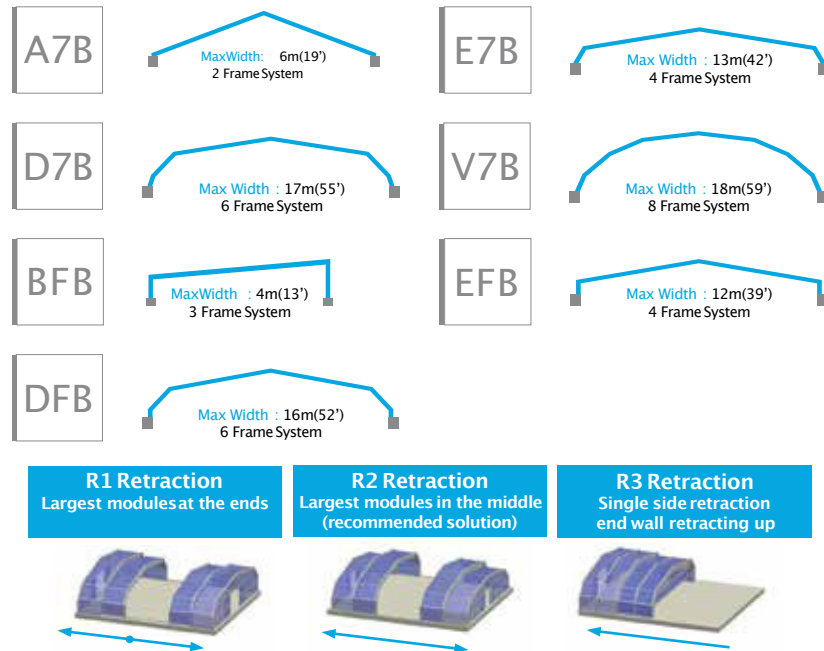 A7B
MaxWidth: 6m(19’)
2 Frame System
E7B
Max Width : 13m(42’)
4 Frame System
D7B
Max Width : 17m(55’)
6 Frame System
V7B
Max Width : 18m(59’)
8 Frame System
BFB
MaxWidth : 4m(13’)
3 Frame System
EFB
Max Width : 12m(39’)
4 Frame System
DFB
Max Width : 16m(52’)
6 Frame System
R1 Retraction
Largest modules at the ends
R2 Retraction
Largest modules in the middle
(recommended solution)
R3 Retraction
Single side retraction
end wall retracting up